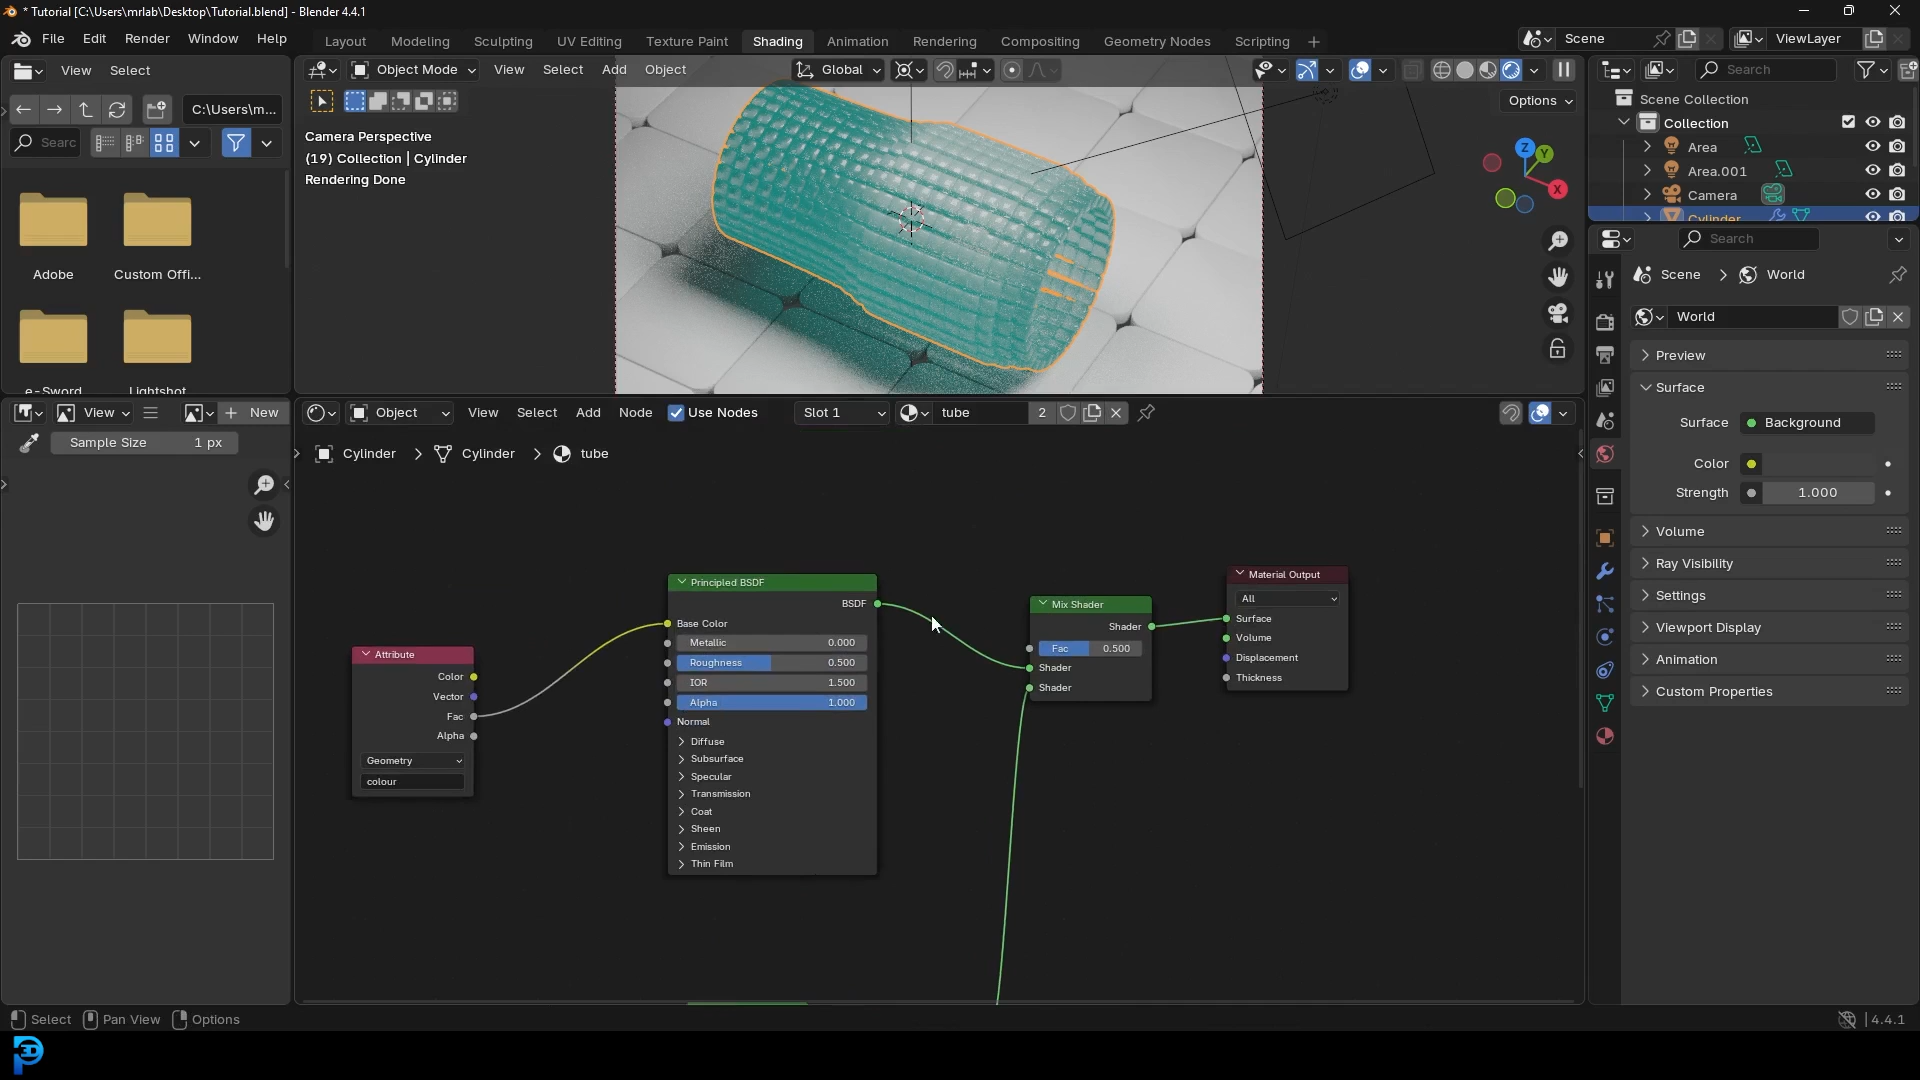 * Tutorial [C:\Users\mrlab\Desktop\Tutorial.blend] - Blender 4.4.1
File Edit Render Window Help
Layout Modeling Sculpting UV Editing Texture Paint Shading Animation Rendering Compositing Geometry Nodes Scripting +
Scene
ViewLayer
View Select
C:\Users\m...
Searc
Adobe
Custom Offi...
e-Sword
Lightshot
Object Mode View Select Add Object
Global
Options
Camera Perspective
(19) Collection | Cylinder
Rendering Done
Z
Y
X
Search
Scene Collection
Collection
Area
Area.001
Camera
Cylinder
Search
Scene > World
World
Preview
Surface
Surface Background
Color
Strength 1.000
Volume
Ray Visibility
Settings
Viewport Display
Animation
Custom Properties
View
+ New
Sample Size 1 px
Object View Select Add Node Use Nodes Slot 1 tube 2
Cylinder > Cylinder > tube
Attribute
Color
Vector
Fac
Alpha
Geometry
colour
Principled BSDF
BSDF
Base Color
Metallic 0.000
Roughness 0.500
IOR 1.500
Alpha 1.000
Normal
Diffuse
Subsurface
Specular
Transmission
Coat
Sheen
Emission
Thin Film
Mix Shader
Shader
Fac 0.500
Shader
Shader
Material Output
All
Surface
Volume
Displacement
Thickness
Select Pan View Options
4.4.1
3D